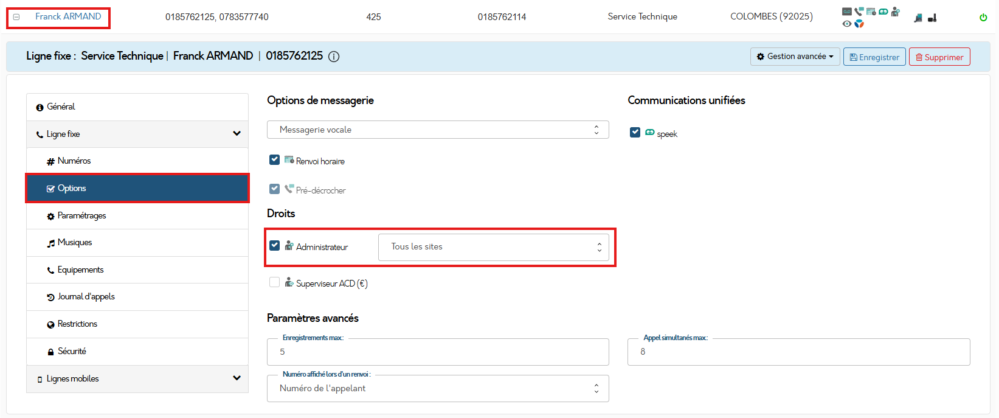 Franck ARMAND 0185762125, 0783577740 425 0185762114 Service Technique COLOMBES (92025)
Ligne fixe : Service Technique | Franck ARMAND | 0185762125
Gestion avancée Enregistrer Supprimer
Général
Ligne fixe
Numéros
Options
Paramétrages
Musiques
Equipements
Journal d'appels
Restrictions
Sécurité
Lignes mobiles
Options de messagerie
Messagerie vocale
Renvoi horaire
Pré-décrocher
Droits
Administrateur Tous les sites
Superviseur ACD (€)
Communications unifiées
speek
Paramètres avancés
Enregistrements max.:
5
Appel simultanés max.:
8
Numéro affiché lors d'un renvoi :
Numéro de l'appelant